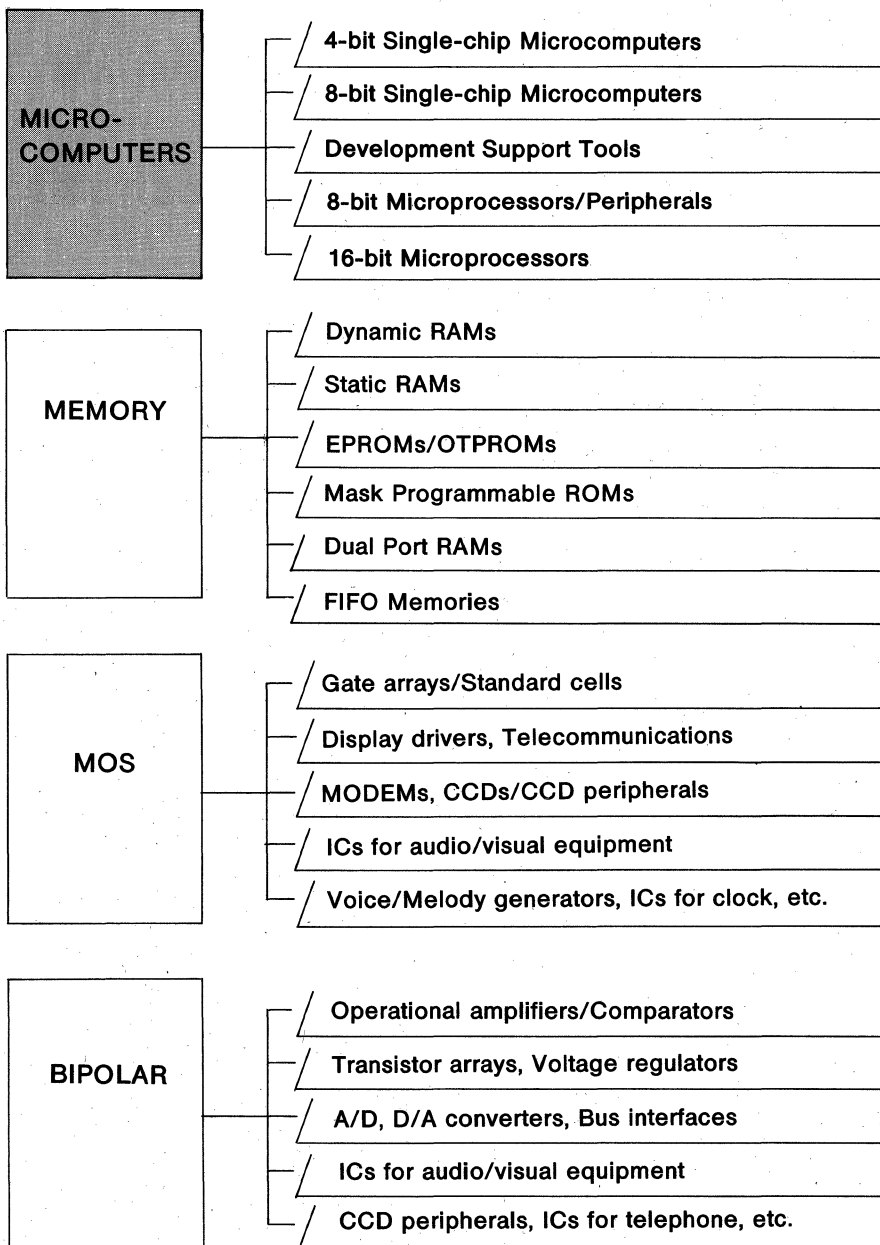 MICRO-
COMPUTERS
4-bit Single-chip Microcomputers
8-bit Single-chip Microcomputers
Development Support Tools
8-bit Microprocessors/Peripherals
16-bit Microprocessors
MEMORY
Dynamic RAMs
Static RAMs
EPROMs/OTPROMs
Mask Programmable ROMs
Dual Port RAMs
FIFO Memories
MOS
Gate arrays/Standard cells
Display drivers, Telecommunications
MODEMs, CCDs/CCD peripherals
ICs for audio/visual equipment
Voice/Melody generators, ICs for clock, etc.
BIPOLAR
Operational amplifiers/Comparators
Transistor arrays, Voltage regulators
A/D, D/A converters, Bus interfaces
ICs for audio/visual equipment
CCD peripherals, ICs for telephone, etc.